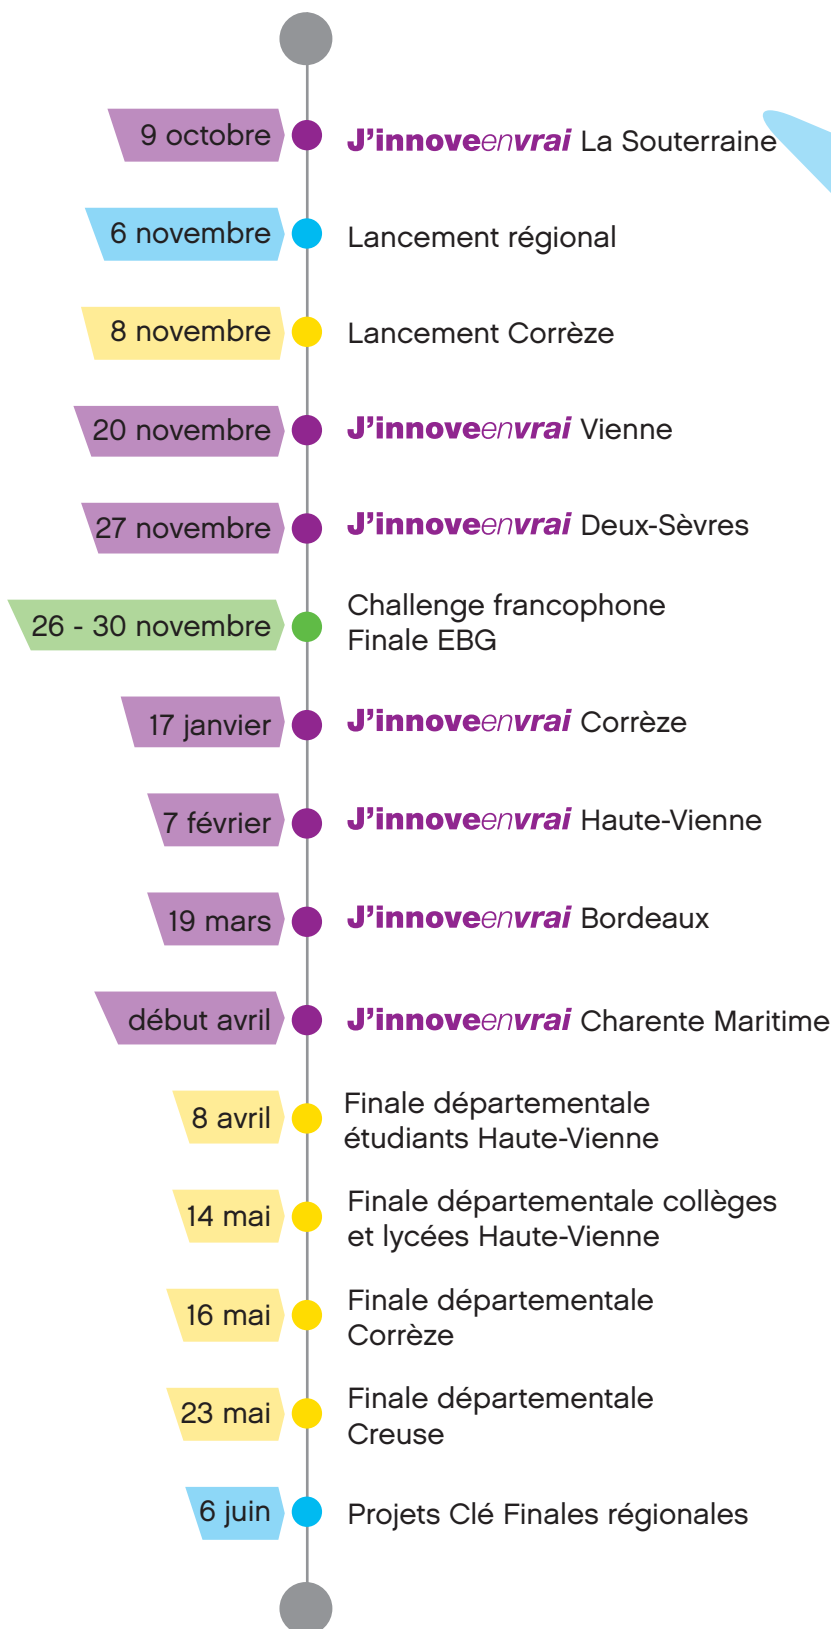 9 octobre
J'innoveenvrai La Souterraine
6 novembre
Lancement régional
8 novembre
Lancement Corrèze
20 novembre
J'innoveenvrai Vienne
27 novembre
J'innoveenvrai Deux-Sèvres
26 - 30 novembre
Challenge francophone
Finale EBG
17 janvier
J'innoveenvrai Corrèze
7 février
J'innoveenvrai Haute-Vienne
19 mars
J'innoveenvrai Bordeaux
début avril
J'innoveenvrai Charente Maritime
8 avril
Finale départementale
étudiants Haute-Vienne
14 mai
Finale départementale collèges
et lycées Haute-Vienne
16 mai
Finale départementale
Corrèze
23 mai
Finale départementale
Creuse
6 juin
Projets Clé Finales régionales